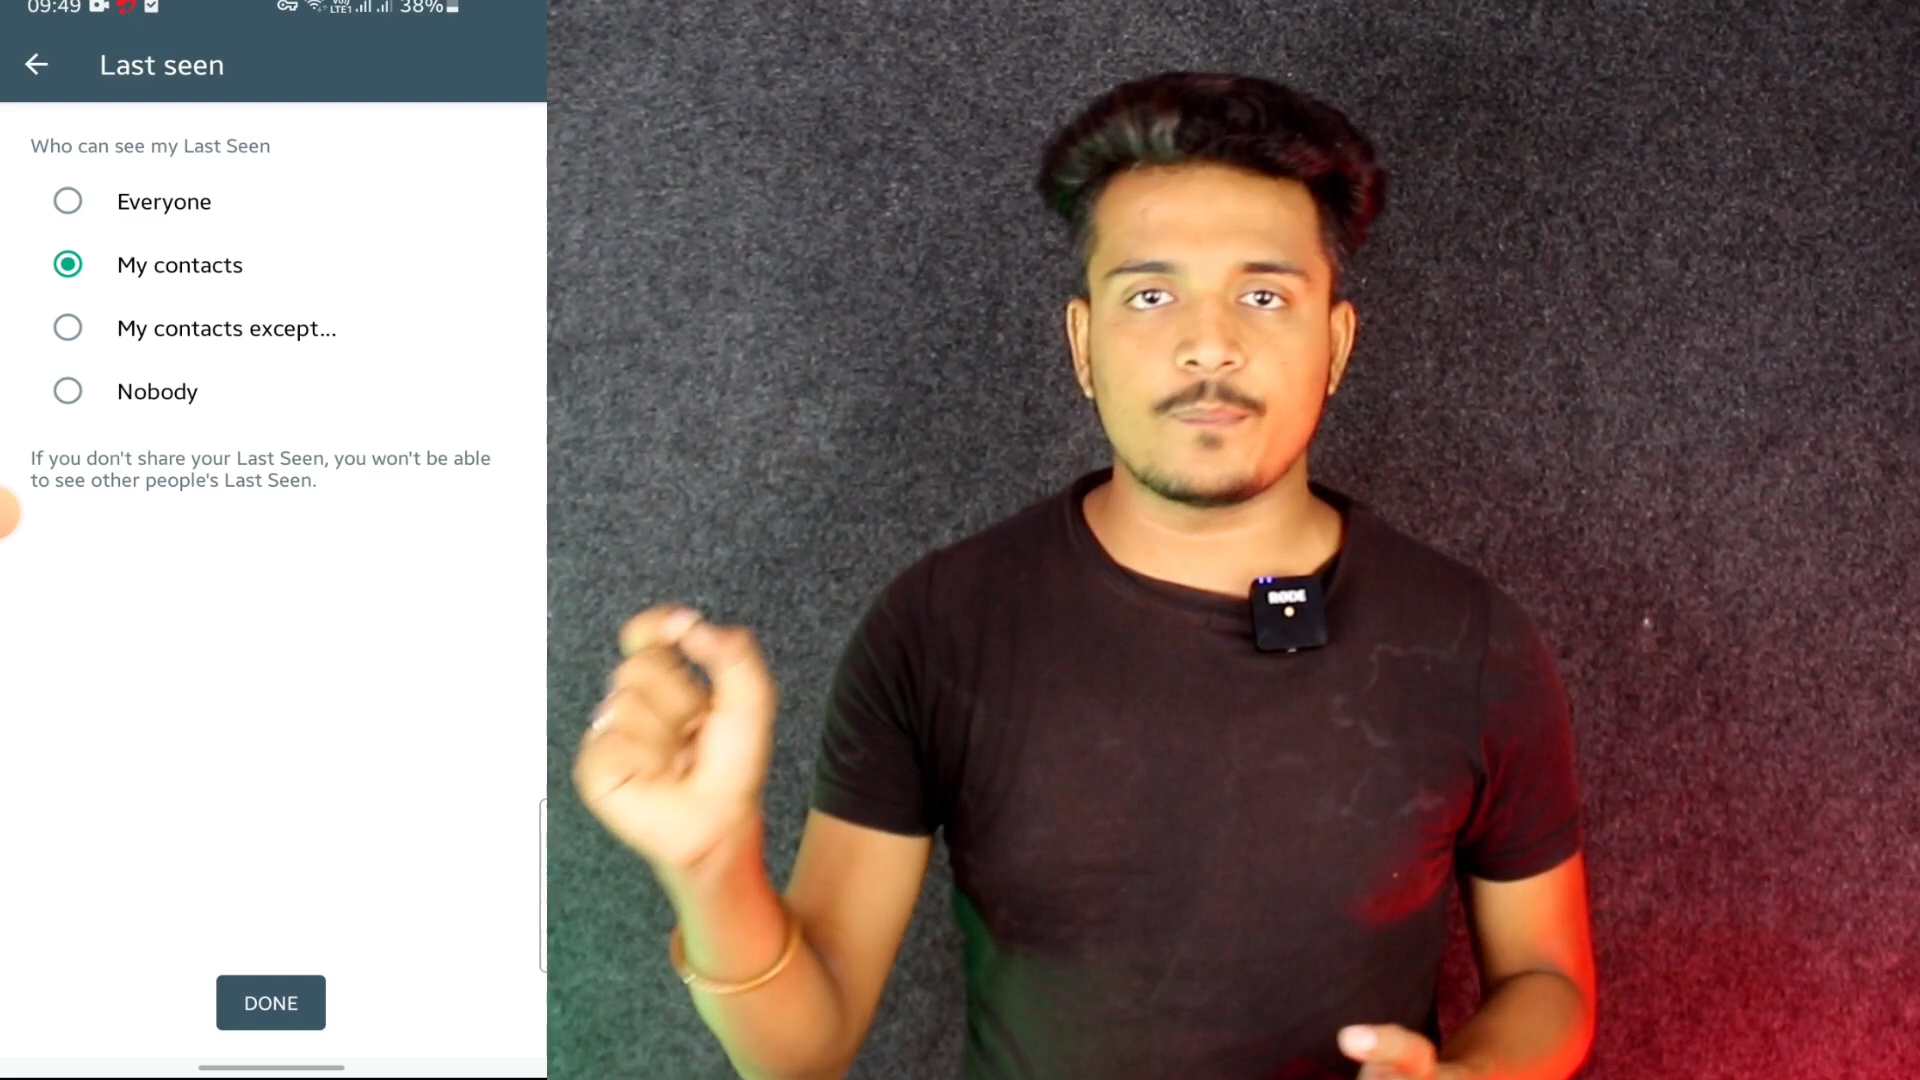 09:49 38%
Last seen
Who can see my Last Seen
Everyone
My contacts
My contacts except...
Nobody
If you don't share your Last Seen, you won't be able
to see other people's Last Seen.
DONE
RODE